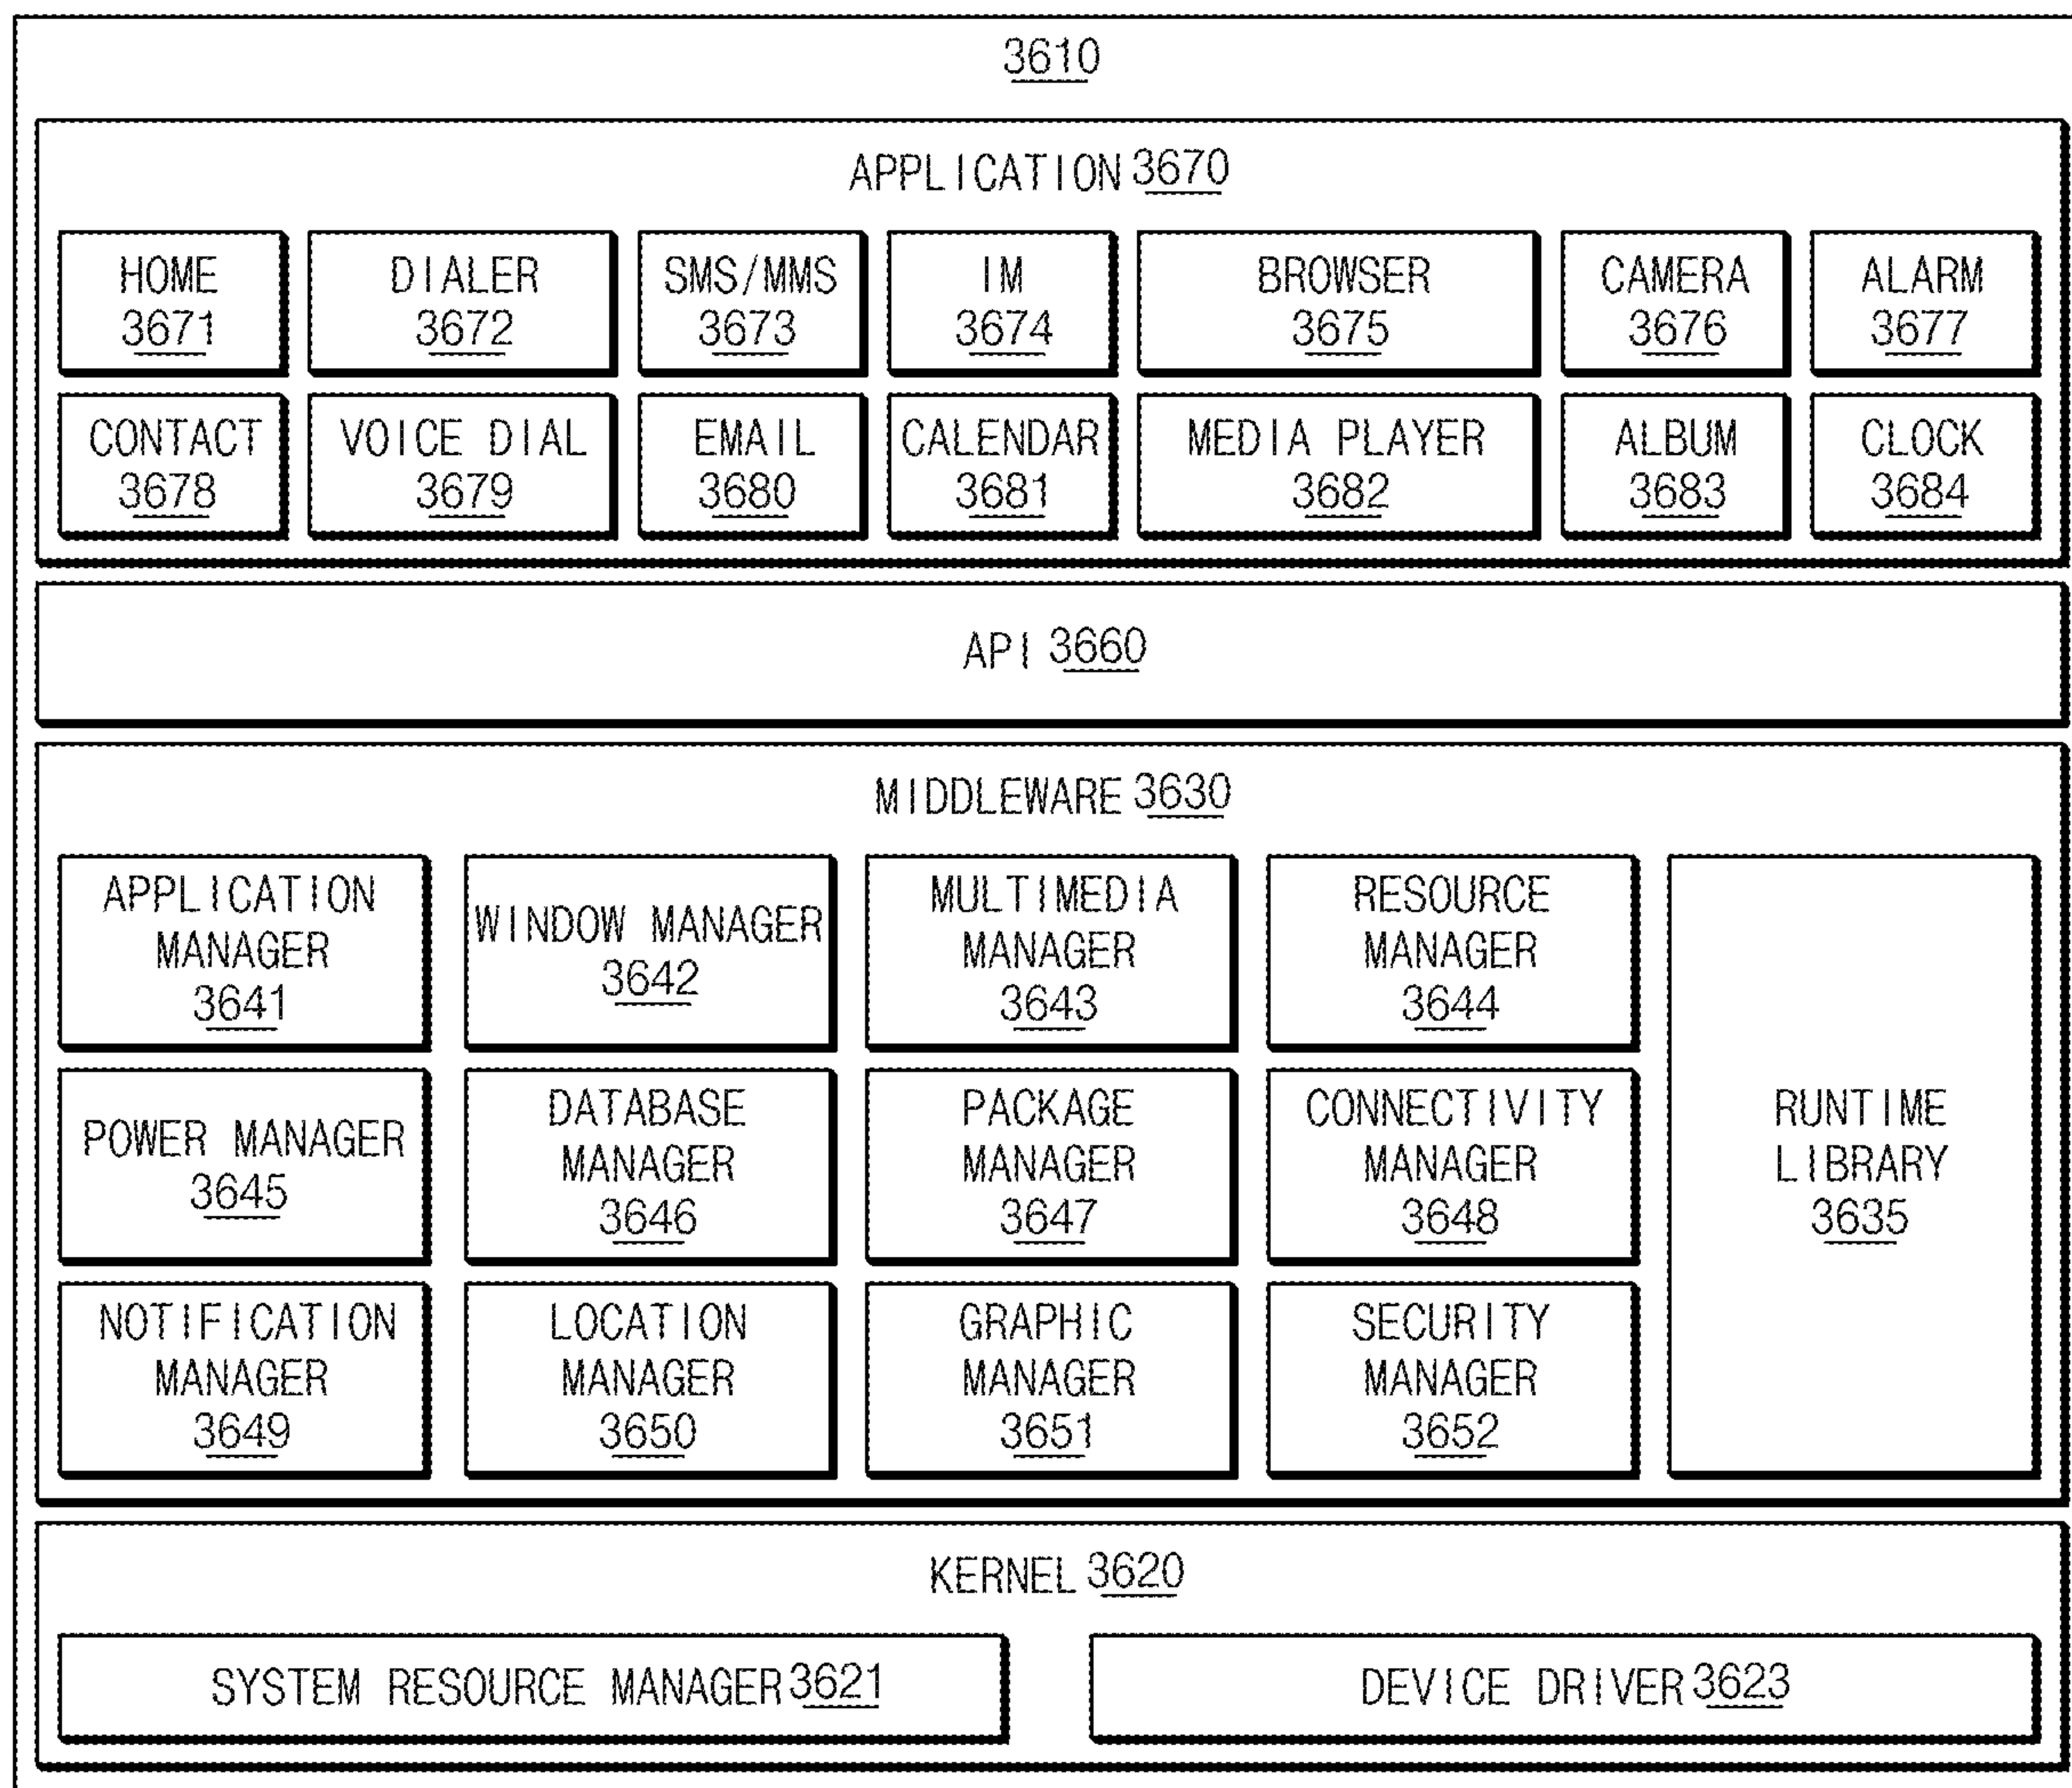 3610
APPLICATION 3670
HOME
3671
DIALER
3672
SMS/MMS
3673
IM
3674
BROWSER
3675
CAMERA
3676
ALARM
3677
CONTACT
3678
VOICE DIAL
3679
EMAIL
3680
CALENDAR
3681
MEDIA PLAYER
3682
ALBUM
3683
CLOCK
3684
API 3660
MIDDLEWARE 3630
APPLICATION
MANAGER
3641
WINDOW MANAGER
3642
MULTIMEDIA
MANAGER
3643
RESOURCE
MANAGER
3644
POWER MANAGER
3645
DATABASE
MANAGER
3646
PACKAGE
MANAGER
3647
CONNECTIVITY
MANAGER
3648
RUNTIME
LIBRARY
3635
NOTIFICATION
MANAGER
3649
LOCATION
MANAGER
3650
GRAPHIC
MANAGER
3651
SECURITY
MANAGER
3652
KERNEL 3620
SYSTEM RESOURCE MANAGER 3621
DEVICE DRIVER 3623